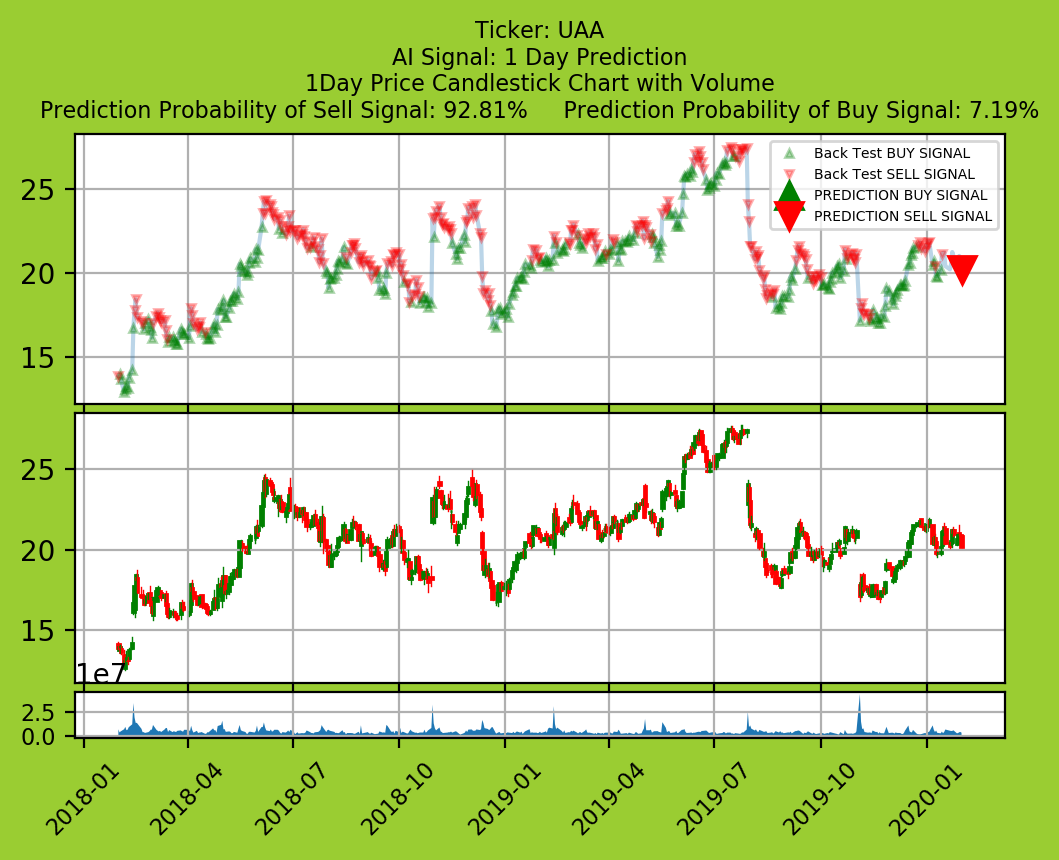 Ticker: UAA
AI Signal: 1 Day Prediction
1Day Price Candlestick Chart with Volume
Prediction Probability of Sell Signal: 92.81%     Prediction Probability of Buy Signal: 7.19%
Back Test BUY SIGNAL
Back Test SELL SIGNAL
PREDICTION BUY SIGNAL
PREDICTION SELL SIGNAL
25
20
15
25
20
15
1e7
2.5
0.0
2018-01
2018-04
2018-07
2018-10
2019-01
2019-04
2019-07
2019-10
2020-01